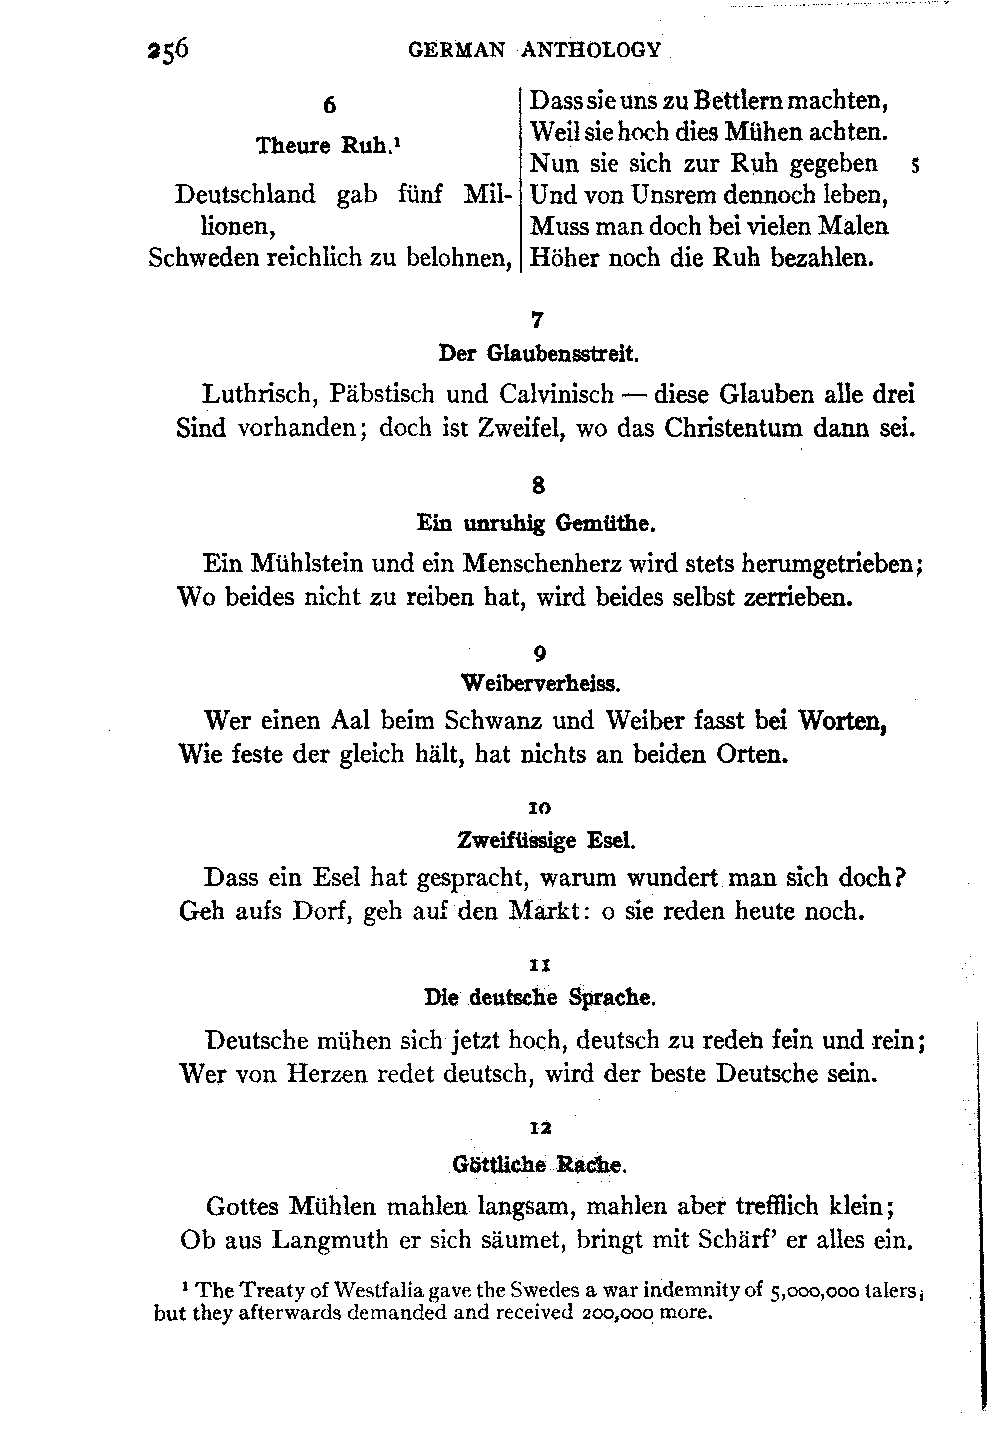 256 GERMAN ANTHOLOGY
6
Theure Ruh.¹
Deutschland gab fünf Mil-
lionen,
Schweden reichlich zu belohnen,
Dass sie uns zu Bettlern machten,
Weil sie hoch dies Mühen achten.
Nun sie sich zur Ruh gegeben 5
Und von Unsrem dennoch leben,
Muss man doch bei vielen Malen
Höher noch die Ruh bezahlen.
7
Der Glaubensstreit.
Luthrisch, Päbstisch und Calvinisch — diese Glauben alle drei
Sind vorhanden; doch ist Zweifel, wo das Christentum dann sei.
8
Ein unruhig Gemüthe.
Ein Mühlstein und ein Menschenherz wird stets herumgetrieben;
Wo beides nicht zu reiben hat, wird beides selbst zerrieben.
9
Weiberverheiss.
Wer einen Aal beim Schwanz und Weiber fasst bei Worten,
Wie feste der gleich hält, hat nichts an beiden Orten.
10
Zweifüssige Esel.
Dass ein Esel hat gespracht, warum wundert man sich doch?
Geh aufs Dorf, geh auf den Markt: o sie reden heute noch.
11
Die deutsche Sprache.
Deutsche mühen sich jetzt hoch, deutsch zu reden fein und rein;
Wer von Herzen redet deutsch, wird der beste Deutsche sein.
12
Göttliche Rache.
Gottes Mühlen mahlen langsam, mahlen aber trefflich klein;
Ob aus Langmuth er sich säumet, bringt mit Schärf’ er alles ein.
¹ The Treaty of Westfalia gave the Swedes a war indemnity of 5,000,000 talers;
but they afterwards demanded and received 200,000 more.